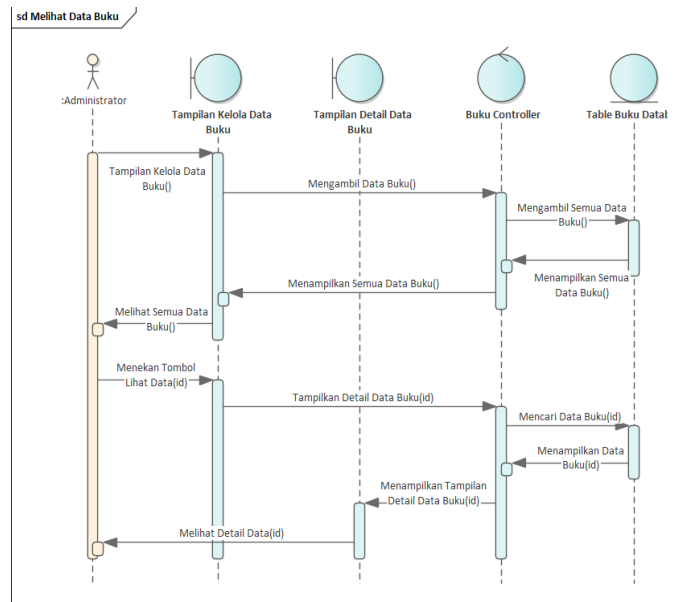 sd Melihat Data Buku
:Administrator
Tampilan Kelola Data
Buku
Tampilan Detail Data
Buku
Buku Controller
Table Buku Datab
Tampilan Kelola Data
Buku()
Mengambil Data Buku()
Mengambil Semua Data
Buku()
Menampilkan Semua
Data Buku()
Menampilkan Semua Data Buku()
Melihat Semua Data
Buku()
Menekan Tombol
Lihat Data(id)
Tampilkan Detail Data Buku(id)
Mencari Data Buku(id)
Menampilkan Data
Buku(id)
Menampilkan Tampilan
Detail Data Buku(id)
Melihat Detail Data(id)